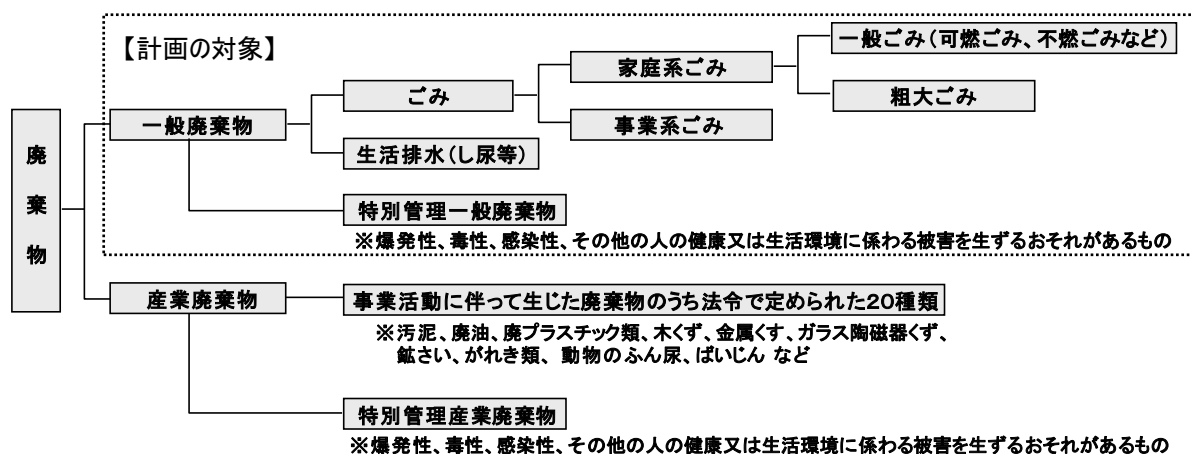 【計画の対象】
一般ごみ(可燃ごみ、不燃ごみなど)
家庭系ごみ
粗大ごみ
ごみ
事業系ごみ
一般廃棄物
生活排水(し尿等)
廃棄物
特別管理一般廃棄物
※爆発性、毒性、感染性、その他の人の健康又は生活環境に係わる被害を生ずるおそれがあるもの
産業廃棄物
事業活動に伴って生じた廃棄物のうち法令で定められた20種類
※汚泥、廃油、廃プラスチック類、木くず、金属くす、ガラス陶磁器くず、
鉱さい、がれき類、動物のふん尿、ばいじん など
特別管理産業廃棄物
※爆発性、毒性、感染性、その他の人の健康又は生活環境に係わる被害を生ずるおそれがあるもの